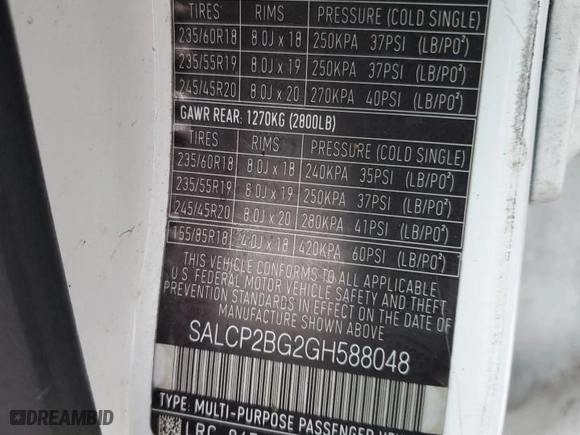 TIRES RIMS PRESSURE (COLD SINGLE)
235/60R18 8.0J x 18 250KPA 37PSI (LB/PO²)
235/55R19 8.0J x 19 250KPA 37PSI (LB/PO²)
245/45R20 8.0J x 20 270KPA 40PSI (LB/PO²)
GAWR REAR: 1270KG (2800LB)
TIRES RIMS PRESSURE (COLD SINGLE)
235/60R18 8.0J x 18 240KPA 35PSI (LB/PO²)
235/55R19 8.0J x 19 250KPA 37PSI (LB/PO²)
245/45R20 8.0J x 20 280KPA 41PSI (LB/PO²)
155/85R18 4.0J x 18 420KPA 60PSI (LB/PO²)
THIS VEHICLE CONFORMS TO ALL APPLICABLE
U.S. FEDERAL MOTOR VEHICLE SAFETY AND THEFT
PREVENTION STANDARDS IN EFFECT ON THE DATE OF
MANUFACTURE SHOWN ABOVE
SALCP2BG2GH588048
TYPE: MULTI-PURPOSE PASSENGER
LRC
DREAMBID